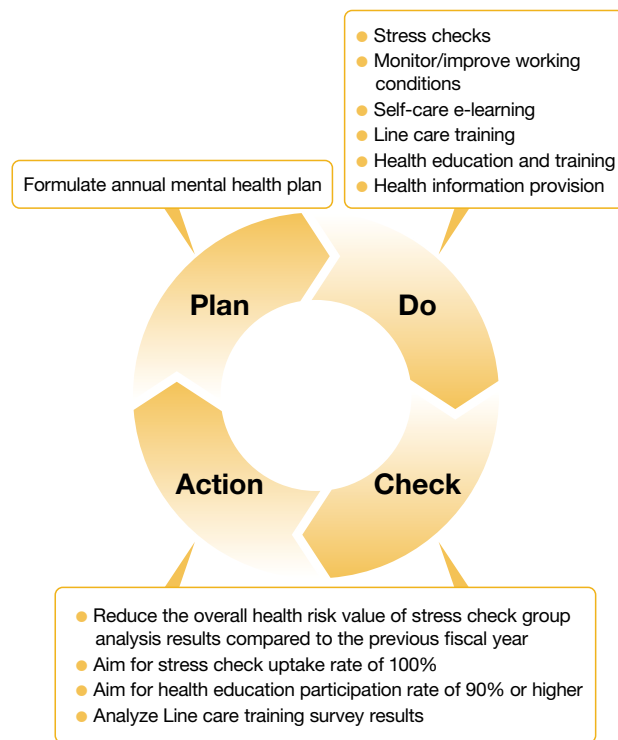 Stress checks
Monitor/improve working
conditions
Self-care e-learning
Line care training
Health education and training
Health information provision
Formulate annual mental health plan
Plan
Do
Action
Check
Reduce the overall health risk value of stress check group
analysis results compared to the previous fiscal year
Aim for stress check uptake rate of 100%
Aim for health education participation rate of 90% or higher
Analyze Line care training survey results